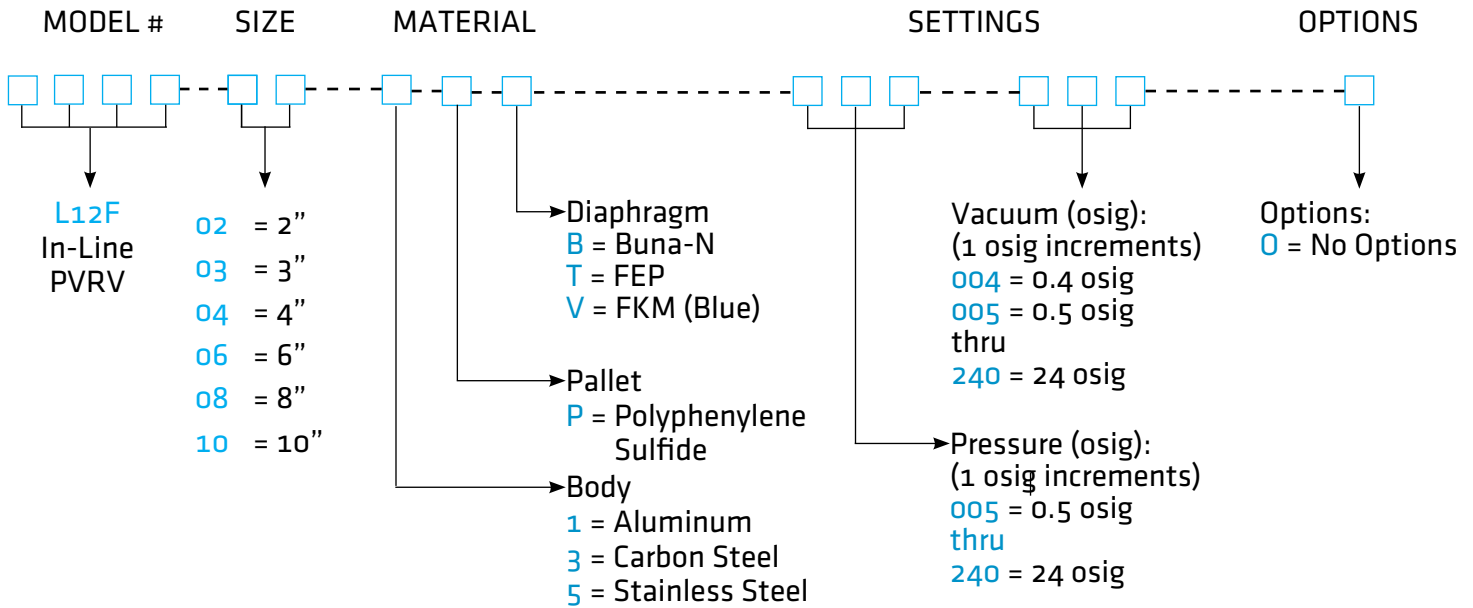 MODEL # SIZE MATERIAL SETTINGS OPTIONS
L12F
In-Line
PVRV
02 = 2”
03 = 3”
04 = 4”
06 = 6”
08 = 8”
10 = 10”
Diaphragm
B = Buna-N
T = FEP
V = FKM (Blue)
Pallet
P = Polyphenylene
Sulfide
Body
1 = Aluminum
3 = Carbon Steel
5 = Stainless Steel
Vacuum (osig):
(1 osig increments)
004 = 0.4 osig
005 = 0.5 osig
thru
240 = 24 osig
Pressure (osig):
(1 osig increments)
005 = 0.5 osig
thru
240 = 24 osig
Options:
O = No Options